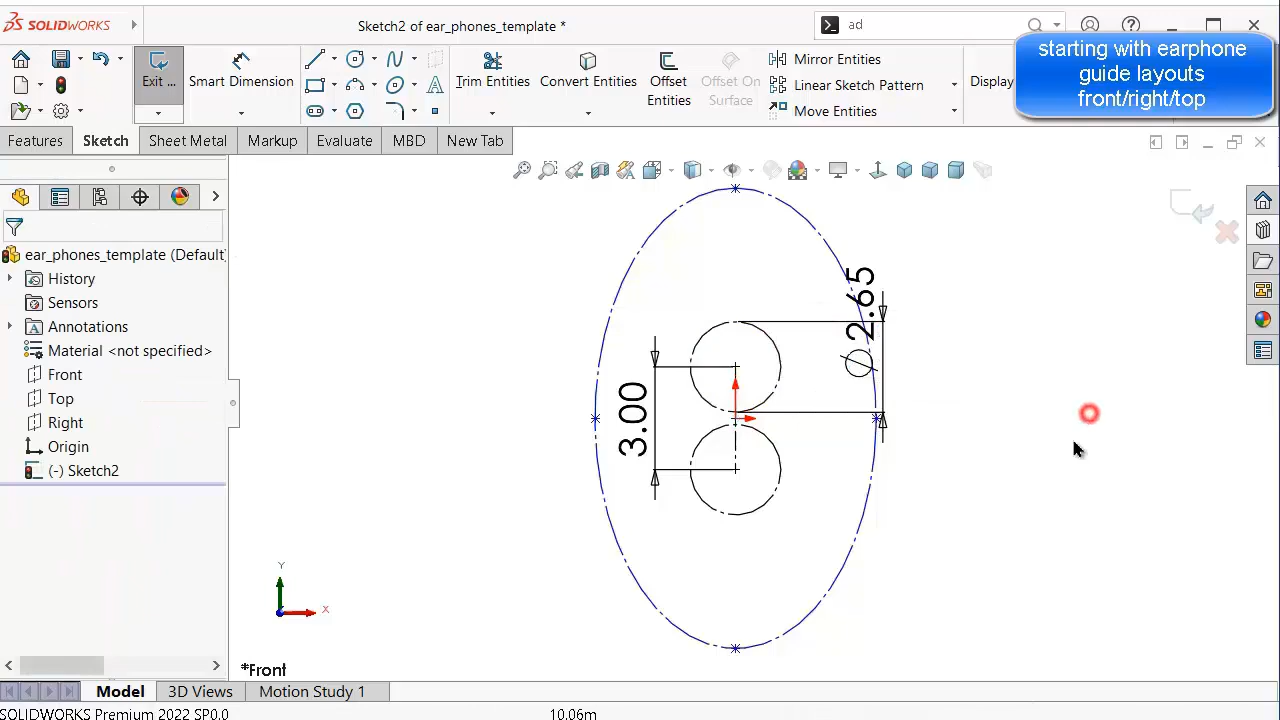 SOLIDWORKS
Sketch2 of ear_phones_template *
ad
starting with earphone
guide layouts
front/right/top
Exit ...
Smart Dimension
Trim Entities
Convert Entities
Offset
Entities
Offset On
Surface
Mirror Entities
Linear Sketch Pattern
Move Entities
Display
Features
Sketch
Sheet Metal
Markup
Evaluate
MBD
New Tab
ear_phones_template (Default)
History
Sensors
Annotations
Material <not specified>
Front
Top
Right
Origin
(-) Sketch2
3.00
∅ 2.65
Y
X
*Front
Model
3D Views
Motion Study 1
SOLIDWORKS Premium 2022 SP0.0
10.06m